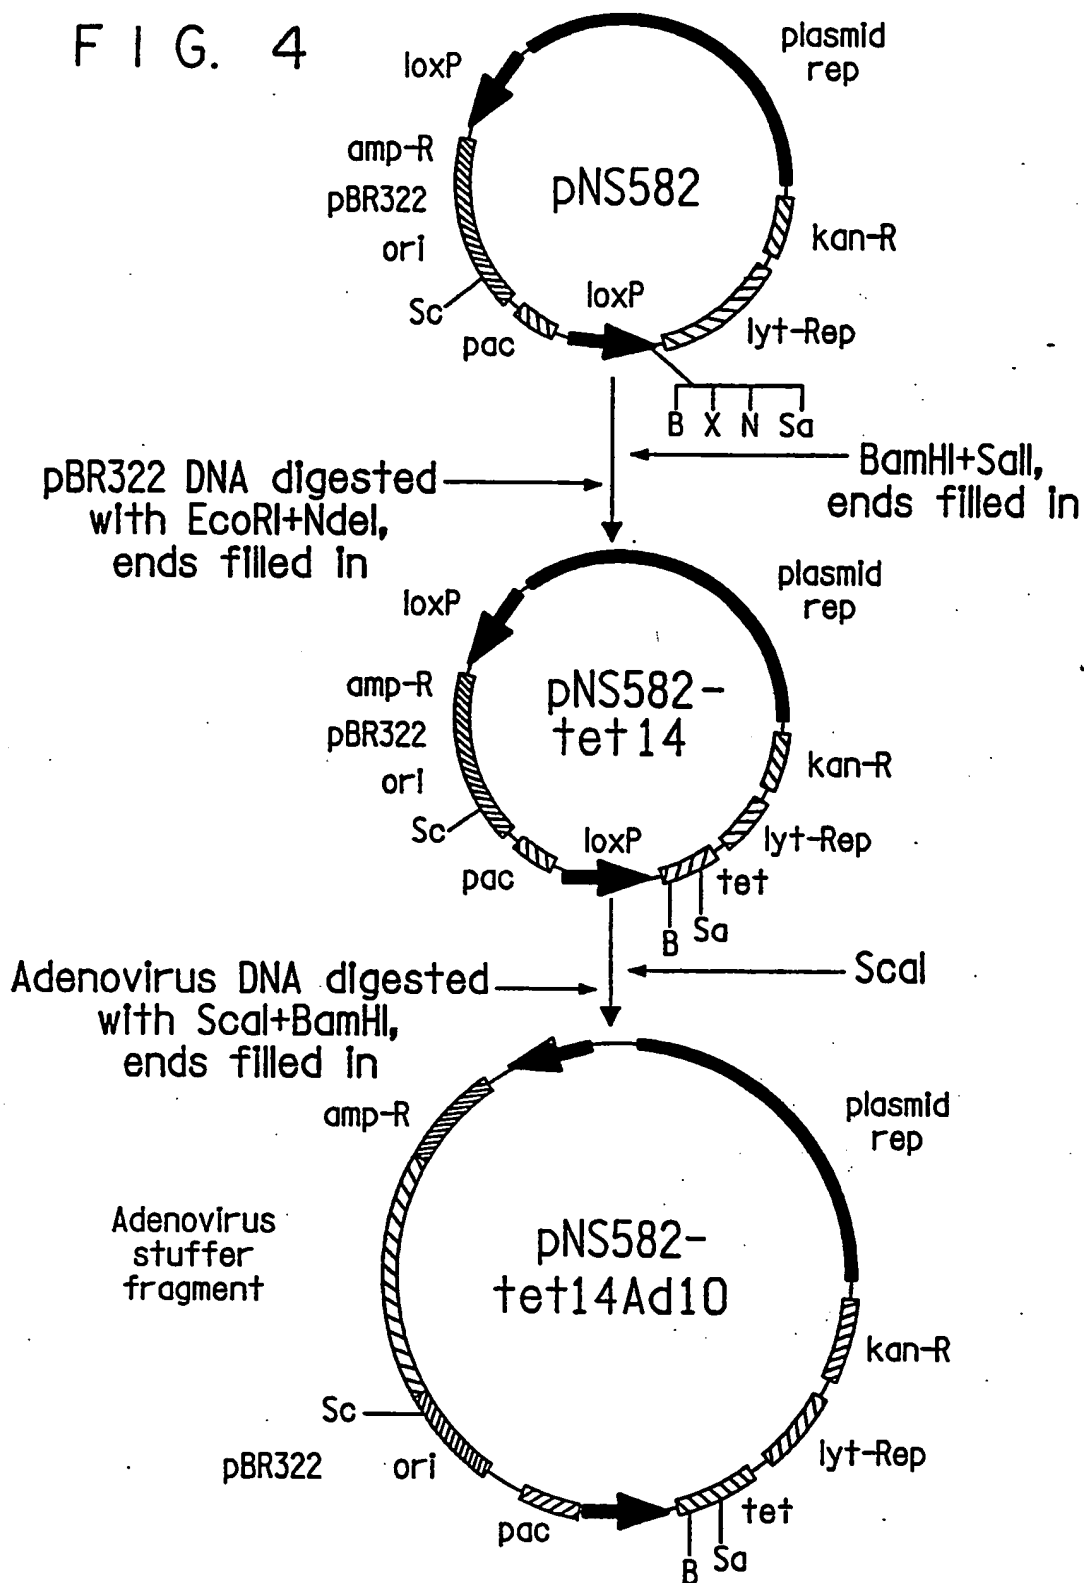 FIG. 4
plasmid
rep
loxP
amp-R
pBR322
ori
pNS582
kan-R
Sc
loxP
pac
lyt-Rep
B X N Sa
pBR322 DNA digested
with EcoRI+NdeI,
ends filled in
BamHI+SalI,
ends filled in
plasmid
rep
loxP
amp-R
pBR322
ori
pNS582-
tet14
kan-R
Sc
loxP
lyt-Rep
pac
tet
B Sa
Adenovirus DNA digested
with ScaI+BamHI,
ends filled in
ScaI
amp-R
plasmid
rep
Adenovirus
stuffer
fragment
pNS582-
tet14Ad10
kan-R
Sc
pBR322 ori
lyt-Rep
pac
tet
B Sa